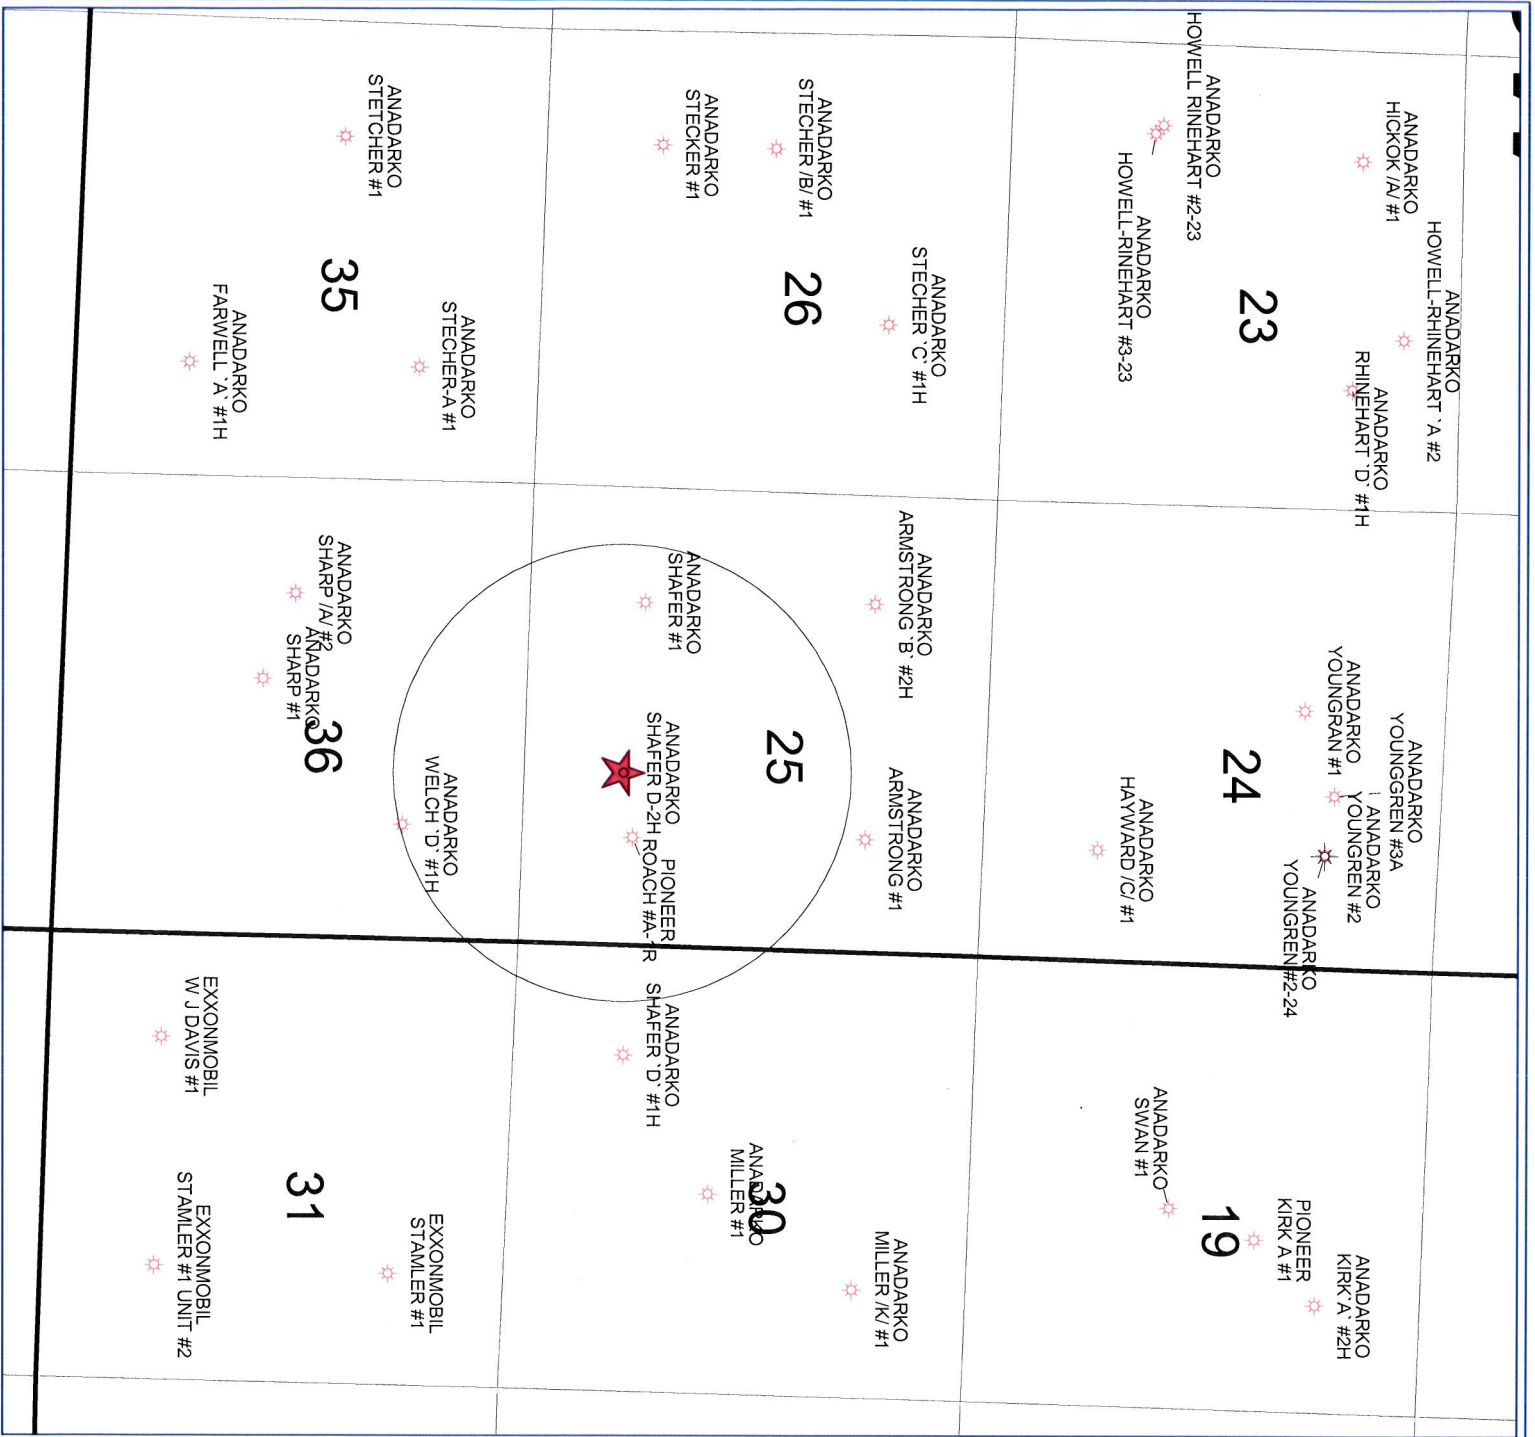 ANADARKO
HICKOK /A/ #1
ANADARKO
HOWELL-RHINEHART `A #2
ANADARKO
RHINEHART `D` #1H
23
ANADARKO
HOWELL RINEHART #2-23
ANADARKO
HOWELL-RINEHART #3-23
ANADARKO
YOUNGGREN #3A
ANADARKO
YOUNGREN #2
ANADARKO
YOUNGRAN #1
ANADARKO
YOUNGREN #2-24
24
ANADARKO
HAYWARD /C/ #1
ANADARKO
KIRK `A` #2H
PIONEER
KIRK A #1
19
ANADARKO
SWAN #1
ANADARKO
STECHER `C` #1H
26
ANADARKO
STECHER /B/ #1
ANADARKO
STECKER #1
ANADARKO
ARMSTRONG `B` #2H
ANADARKO
ARMSTRONG #1
25
ANADARKO
SHAFER #1
ANADARKO
SHAFER D-2H
PIONEER
ROACH #A-1R
ANADARKO
MILLER /K/ #1
30
ANADARKO
MILLER #1
ANADARKO
SHAFER `D` #1H
ANADARKO
STECHER-A #1
ANADARKO
STETCHER #1
35
ANADARKO
FARWELL `A` #1H
ANADARKO
WELCH `D` #1H
ANADARKO
SHARP /A/ #2
ANADARKO
SHARP #1
36
EXXONMOBIL
STAMLER #1
31
EXXONMOBIL
W J DAVIS #1
EXXONMOBIL
STAMLER #1 UNIT #2